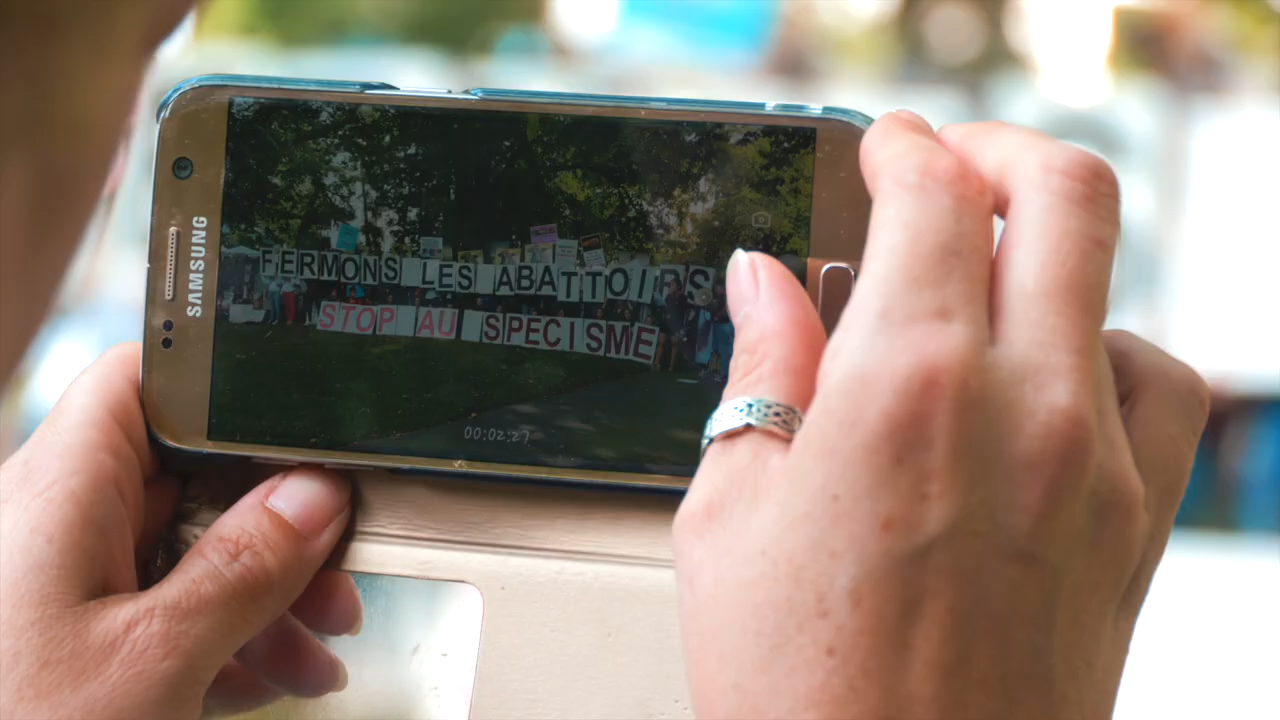 SAMSUNG
FERMONS LES ABATTOIRS
STOP AU SPECISME
00:02:27